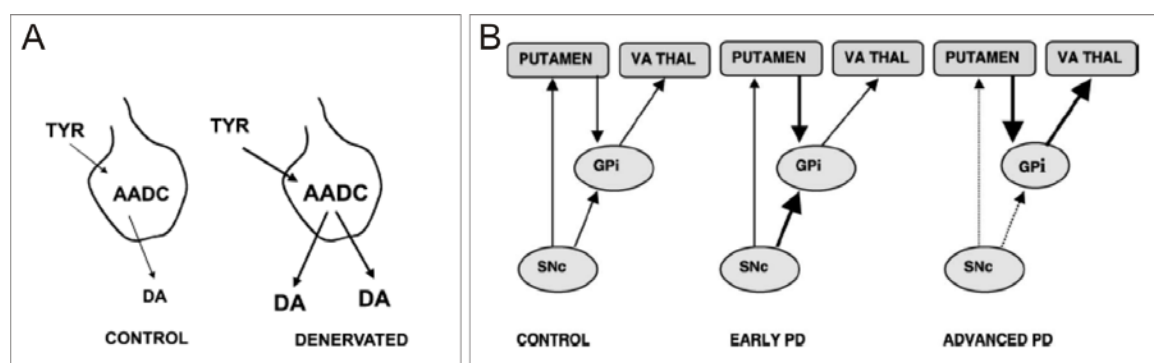 A
TYR
AADC
DA
CONTROL
TYR
AADC
DA DA
DENERVATED
B
PUTAMEN VA THAL PUTAMEN VA THAL PUTAMEN VA THAL
GPi GPi GPi
SNc SNc SNc
CONTROL EARLY PD ADVANCED PD